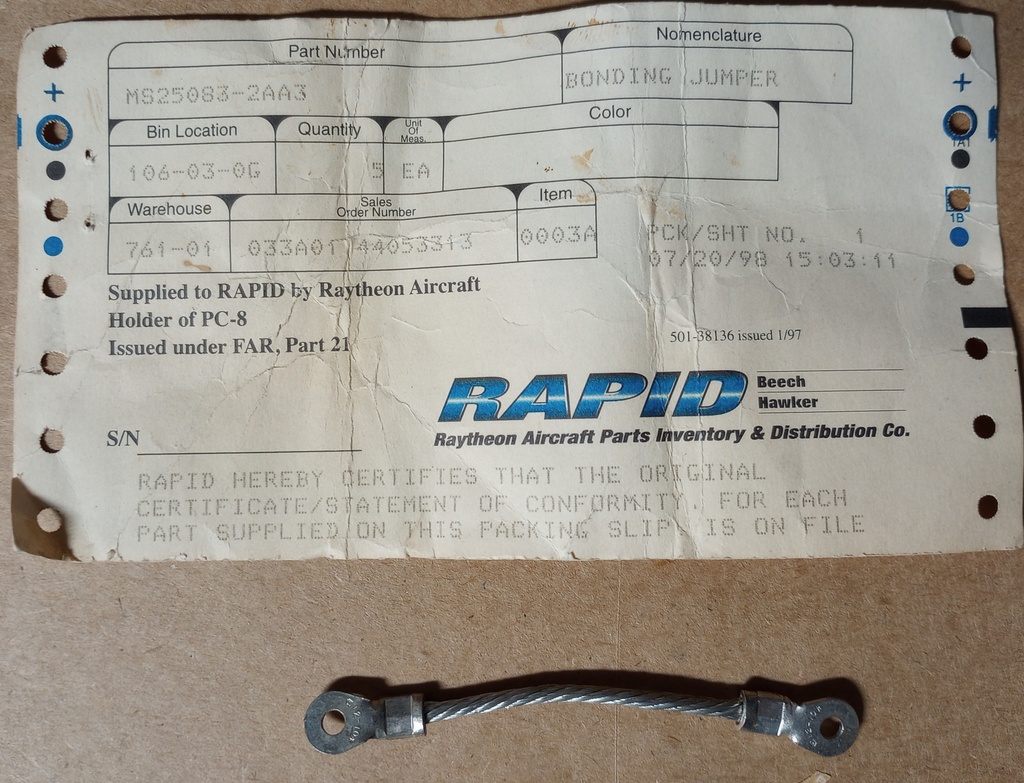 Part Number
Nomenclature
MS25083-2AA3
BONDING JUMPER
Bin Location
Quantity
Unit Of Meas.
Color
106-03-0G
5
EA
Warehouse
Sales Order Number
Item
761-01
033A01 44053313
0003A
PCK/SHT NO. 1
07/20/98 15:03:11
1A1
1B
Supplied to RAPID by Raytheon Aircraft
Holder of PC-8
Issued under FAR, Part 21
501-38136 issued 1/97
RAPID
Beech
Hawker
Raytheon Aircraft Parts Inventory & Distribution Co.
S/N
RAPID HEREBY CERTIFIES THAT THE ORIGINAL
CERTIFICATE/STATEMENT OF CONFORMITY, FOR EACH
PART SUPPLIED ON THIS PACKING SLIP, IS ON FILE